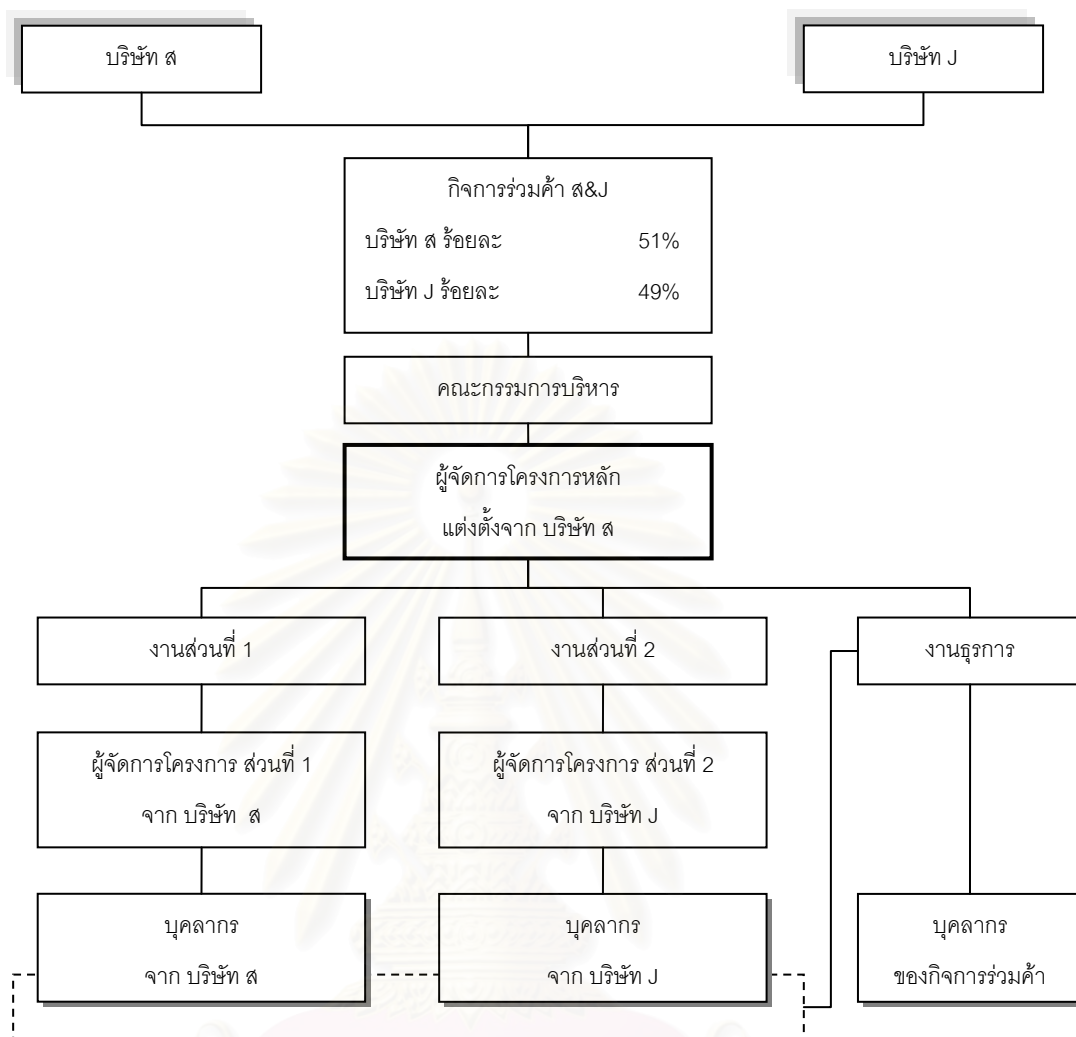 บริษัท ส
บริษัท J
กิจการร่วมค้า ส&J
บริษัท ส ร้อยละ 51%
บริษัท J ร้อยละ 49%
คณะกรรมการบริหาร
ผู้จัดการโครงการหลัก
แต่งตั้งจาก บริษัท ส
งานส่วนที่ 1
งานส่วนที่ 2
งานธุรการ
ผู้จัดการโครงการ ส่วนที่ 1
จาก บริษัท ส
ผู้จัดการโครงการ ส่วนที่ 2
จาก บริษัท J
บุคลากร
จาก บริษัท ส
บุคลากร
จาก บริษัท J
บุคลากร
ของกิจการร่วมค้า